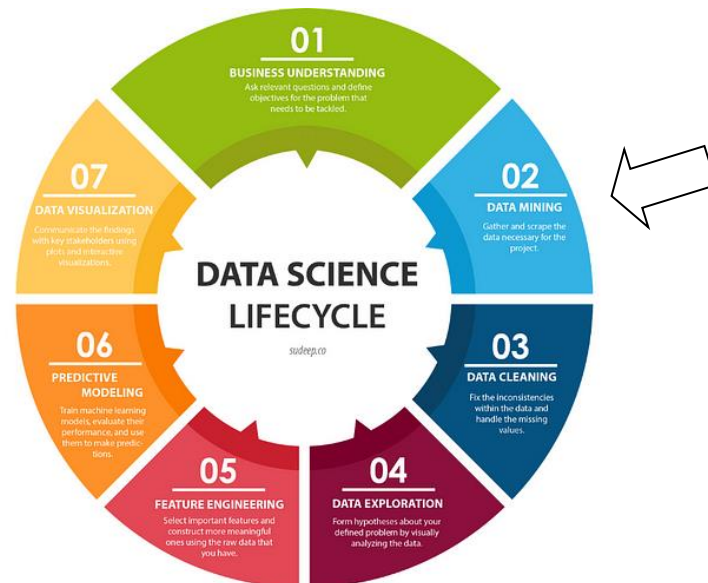 01
BUSINESS UNDERSTANDING
Ask relevant questions and define
objectives for the problem that
needs to be tackled.
02
DATA MINING
Gather and scrape the
data necessary for the
project.
03
DATA CLEANING
Fix the inconsistencies
within the data and
handle the missing
values.
04
DATA EXPLORATION
Form hypotheses about your
defined problem by visually
analyzing the data.
05
FEATURE ENGINEERING
Select important features and
construct more meaningful
ones using the raw data that
you have.
06
PREDICTIVE
MODELING
Train machine learning
models, evaluate their
performance, and use
them to make predic-
tions.
07
DATA VISUALIZATION
Communicate the findings
with key stakeholders using
plots and interactive
visualizations.
DATA SCIENCE
LIFECYCLE
sudeep.co